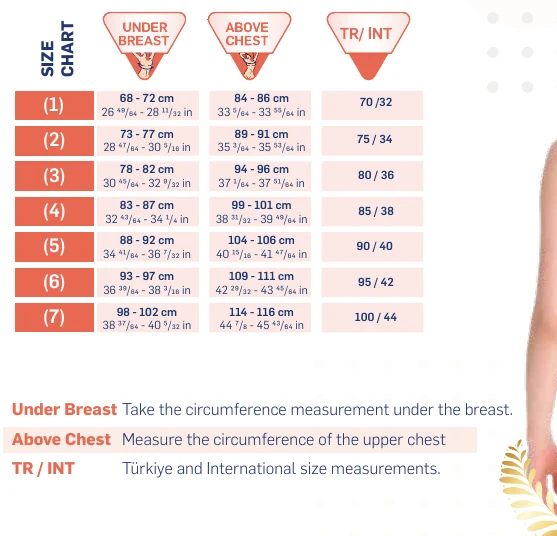 SIZE
CHART
UNDER
BREAST
ABOVE
CHEST
TR/ INT
(1)
68 - 72 cm
26 ⁴⁹/₆₄ - 28 ¹¹/₃₂ in
84 - 86 cm
33 ⁵/₆₄ - 33 ⁵⁵/₆₄ in
70 /32
(2)
73 - 77 cm
28 ⁴⁷/₆₄ - 30 ⁵/₁₆ in
89 - 91 cm
35 ³/₆₄ - 35 ⁵³/₆₄ in
75 / 34
(3)
78 - 82 cm
30 ⁴⁵/₆₄ - 32 ⁹/₃₂ in
94 - 96 cm
37 ¹/₆₄ - 37 ⁵¹/₆₄ in
80 / 36
(4)
83 - 87 cm
32 ⁴³/₆₄ - 34 ¹/₄ in
99 - 101 cm
38 ³¹/₃₂ - 39 ⁴⁹/₆₄ in
85 / 38
(5)
88 - 92 cm
34 ⁴¹/₆₄ - 36 ⁷/₃₂ in
104 - 106 cm
40 ¹⁵/₁₆ - 41 ⁴⁷/₆₄ in
90 / 40
(6)
93 - 97 cm
36 ³⁹/₆₄ - 38 ³/₁₆ in
109 - 111 cm
42 ²⁹/₃₂ - 43 ⁴⁵/₆₄ in
95 / 42
(7)
98 - 102 cm
38 ³⁷/₆₄ - 40 ⁵/₃₂ in
114 - 116 cm
44 ⁷/₈ - 45 ⁴³/₆₄ in
100 / 44
Under Breast Take the circumference measurement under the breast.
Above Chest Measure the circumference of the upper chest
TR / INT Türkiye and International size measurements.